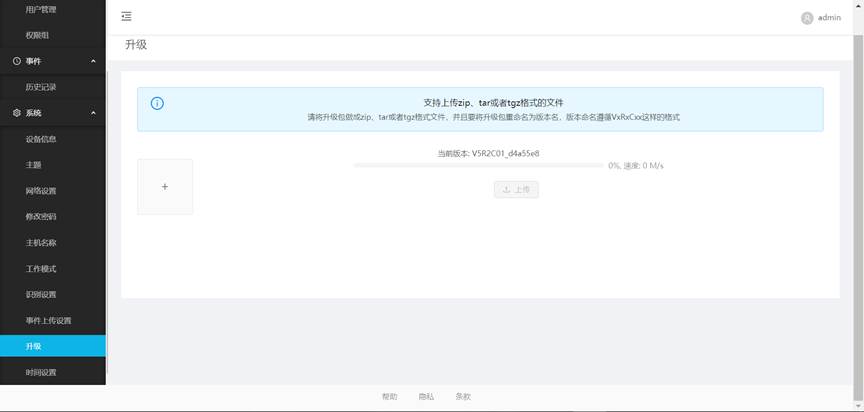 用户管理
权限组
事件
历史记录
系统
设备信息
主题
网络设置
修改密码
主机名称
工作模式
识别设置
事件上传设置
升级
时间设置
admin
升级
支持上传zip、tar或者tgz格式的文件
请将升级包做成zip、tar或者tgz格式文件，并且要将升级包重命名为版本名，版本命名遵循VxRxCxx这样的格式
当前版本: V5R2C01_d4a55e8
0%, 速度: 0 M/s
上传
帮助 隐私 条款